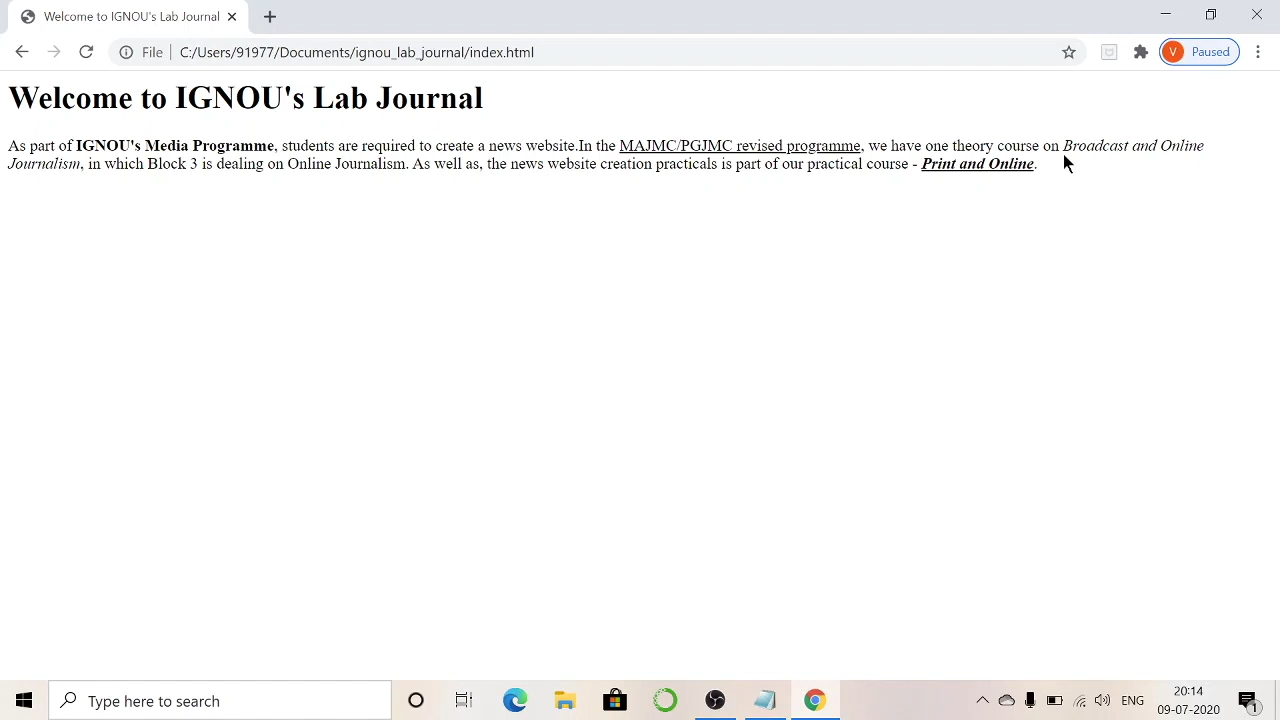 Welcome to IGNOU's Lab Journal
File
C:/Users/91977/Documents/ignou_lab_journal/index.html
V
Paused
Welcome to IGNOU's Lab Journal
As part of IGNOU's Media Programme, students are required to create a news website.In the MAJMC/PGJMC revised programme, we have one theory course on Broadcast and Online
Journalism, in which Block 3 is dealing on Online Journalism. As well as, the news website creation practicals is part of our practical course - Print and Online.
Type here to search
ENG
20:14
09-07-2020
1